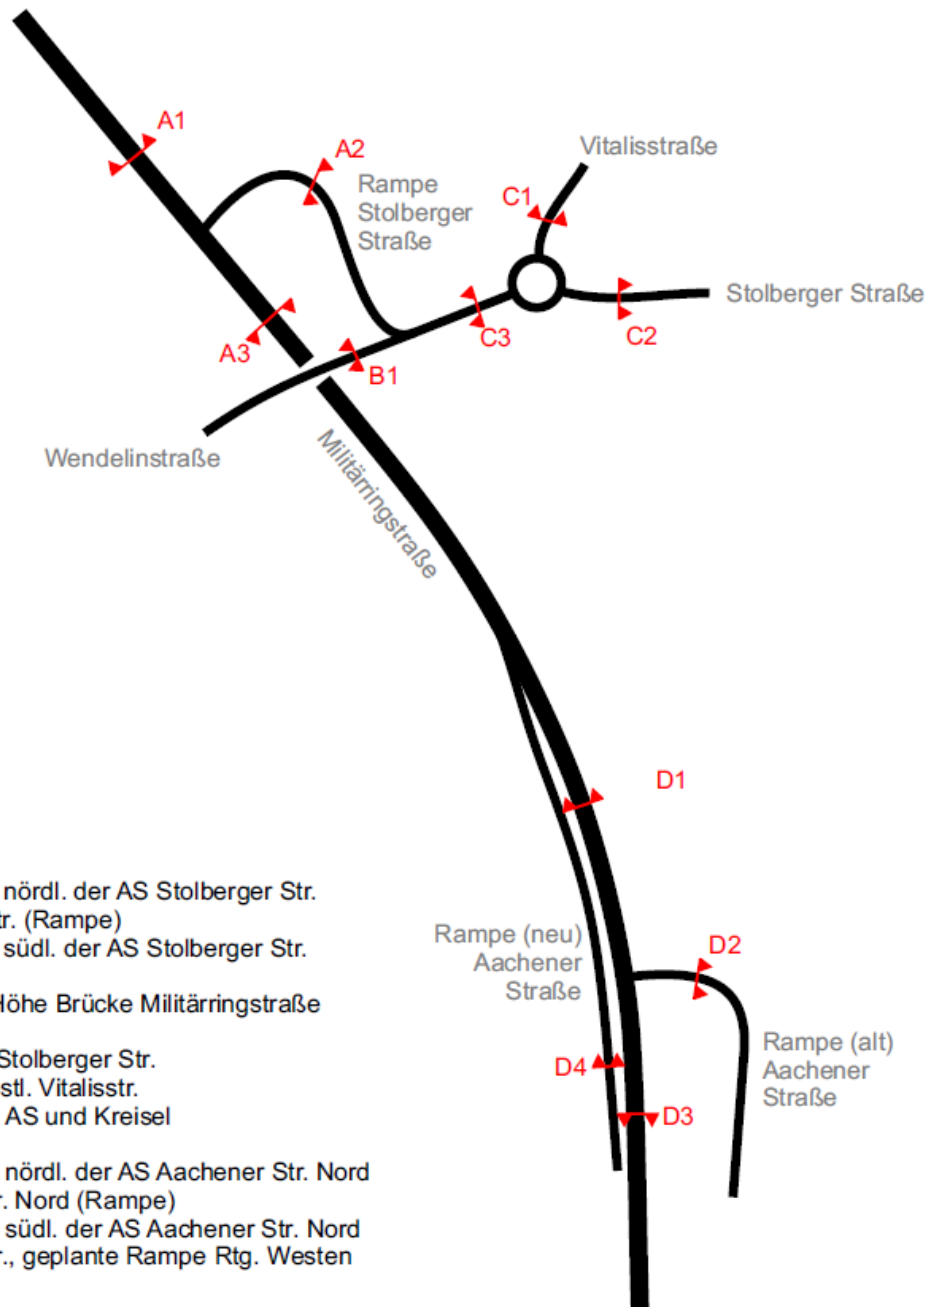 A1
A2
Vitalisstraße
Rampe
Stolberger
Straße
C1
Stolberger Straße
C2
C3
A3
B1
Wendelinstraße
Militärringstraße
D1
nördl. der AS Stolberger Str.
tr. (Rampe)
südl. der AS Stolberger Str.
Höhe Brücke Militärringstraße
Stolberger Str.
stl. Vitalisstr.
AS und Kreisel
nördl. der AS Aachener Str. Nord
r. Nord (Rampe)
südl. der AS Aachener Str. Nord
r., geplante Rampe Rtg. Westen
Rampe (neu)
Aachener
Straße
D2
Rampe (alt)
Aachener
Straße
D4
D3